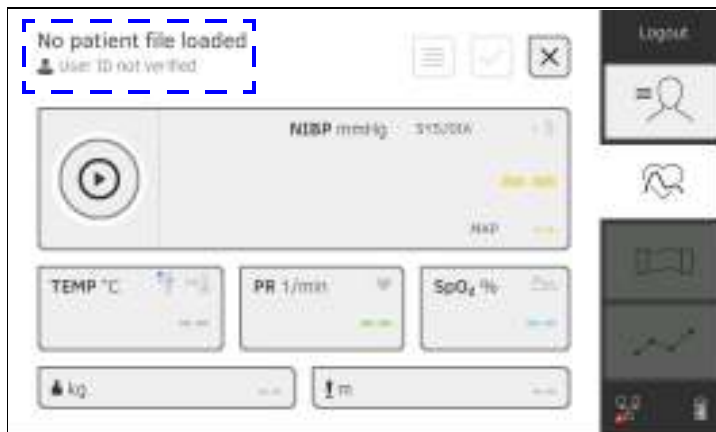 No patient file loaded
User ID not verified
Logout
NIBP mmHg SYS/DIA
-- --
MAP --
TEMP °C
--
PR 1/min
--
SpO₂ %
--
kg --
m --